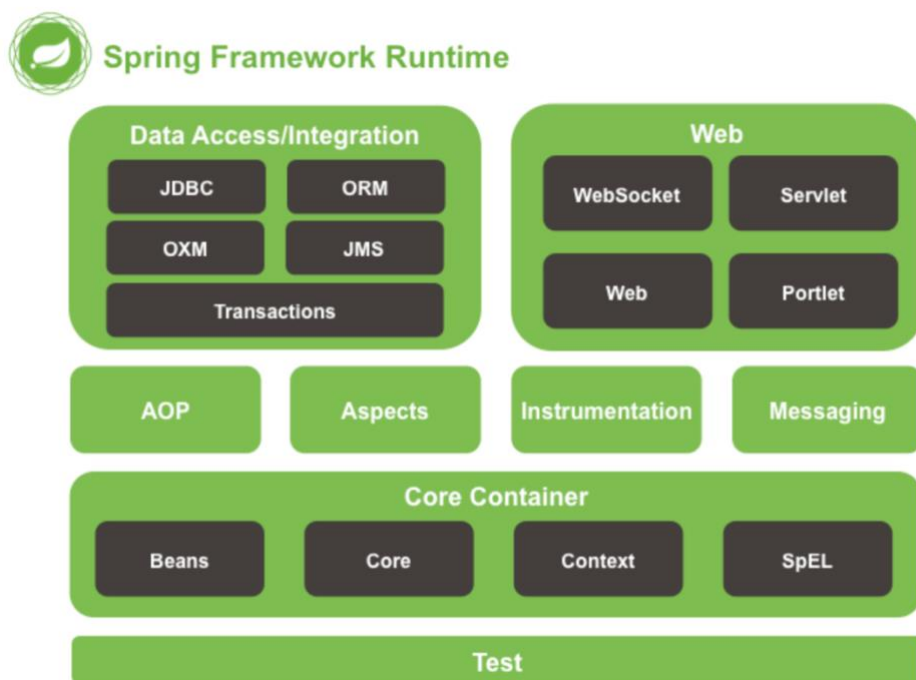 Spring Framework Runtime
Data Access/Integration
JDBC ORM
OXM JMS
Transactions
Web
WebSocket Servlet
Web Portlet
AOP Aspects Instrumentation Messaging
Core Container
Beans Core Context SpEL
Test